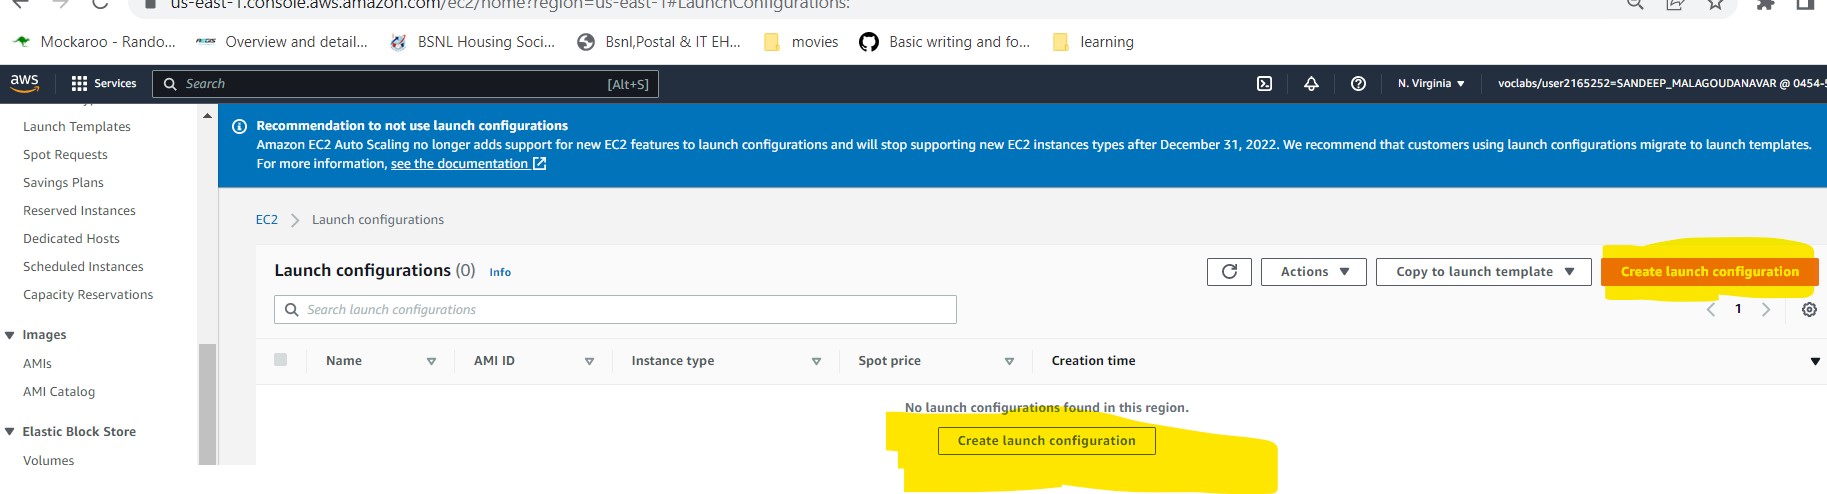 us-east-1.console.aws.amazon.com/ec2/home?region=us-east-1#LaunchConfigurations:
Mockaroo - Rando... Overview and detail... BSNL Housing Soci... Bsnl,Postal & IT EH... movies Basic writing and fo... learning
aws Services Search [Alt+S] N. Virginia voclabs/user2165252=SANDEEP_MALAGOUDANAVAR @ 0454-5
Launch Templates
Spot Requests
Savings Plans
Reserved Instances
Dedicated Hosts
Scheduled Instances
Capacity Reservations
Images
AMIs
AMI Catalog
Elastic Block Store
Volumes
Recommendation to not use launch configurations
Amazon EC2 Auto Scaling no longer adds support for new EC2 features to launch configurations and will stop supporting new EC2 instances types after December 31, 2022. We recommend that customers using launch configurations migrate to launch templates.
For more information, see the documentation
EC2 Launch configurations
Launch configurations (0) Info Actions Copy to launch template Create launch configuration
Search launch configurations 1
Name AMI ID Instance type Spot price Creation time
No launch configurations found in this region.
Create launch configuration